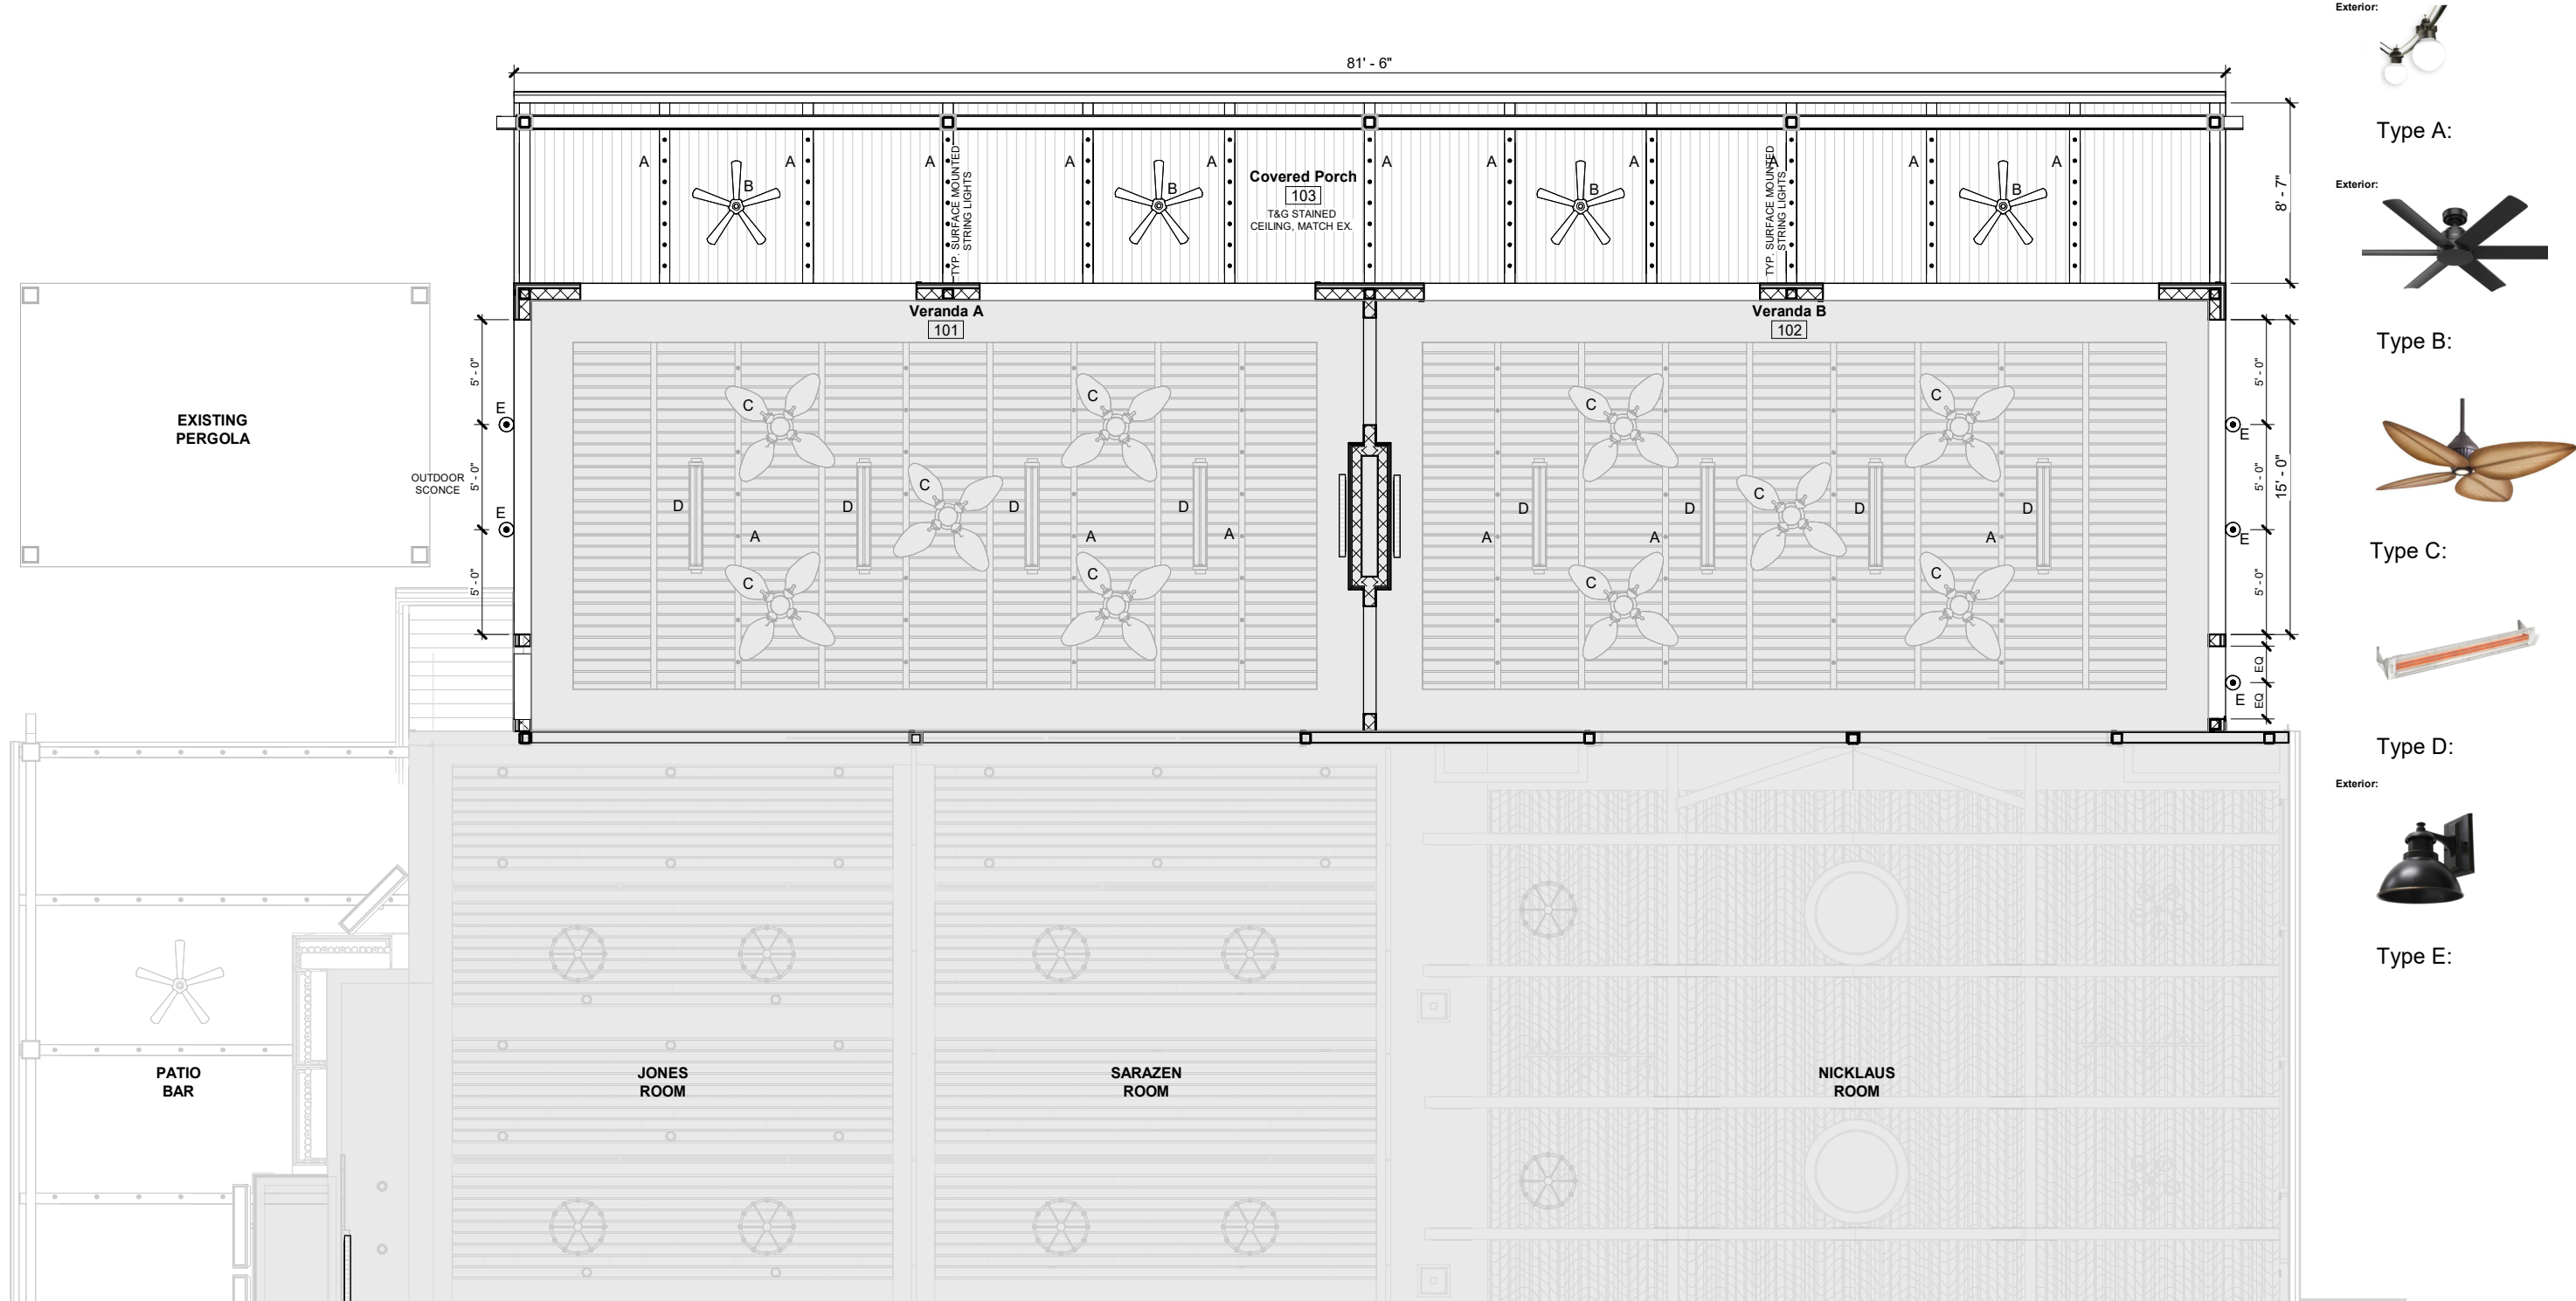 Exterior:
81' - 6"
Type A:
A
A
A
A
A
A
A
A
A
A
A
B
B
B
B
TYP. SURFACE MOUNTED
STRING LIGHTS
Covered Porch
103
T&G STAINED
CEILING, MATCH EX.
TYP. SURFACE MOUNTED
STRING LIGHTS
8' - 7"
Exterior:
Type B:
Veranda A
101
Veranda B
102
5' - 0"
5' - 0"
5' - 0"
E
E
OUTDOOR
SCONCE
EXISTING
PERGOLA
C
C
C
C
C
D
D
D
D
A
A
A
C
C
C
C
C
D
D
D
D
A
A
A
E
E
E
5' - 0"
5' - 0"
5' - 0"
15' - 0"
EQ
EQ
Type C:
Type D:
Exterior:
Type E:
PATIO
BAR
JONES
ROOM
SARAZEN
ROOM
NICKLAUS
ROOM